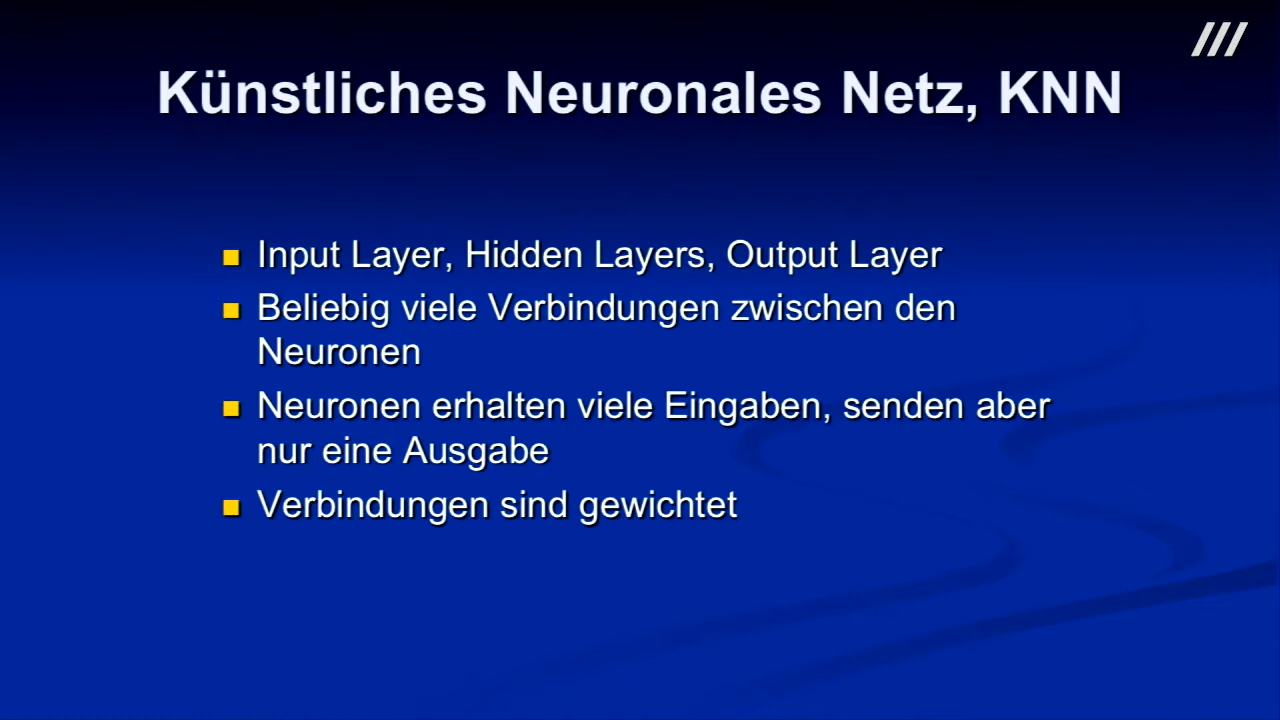 Künstliches Neuronales Netz, KNN
Input Layer, Hidden Layers, Output Layer
Beliebig viele Verbindungen zwischen den
Neuronen
Neuronen erhalten viele Eingaben, senden aber
nur eine Ausgabe
Verbindungen sind gewichtet